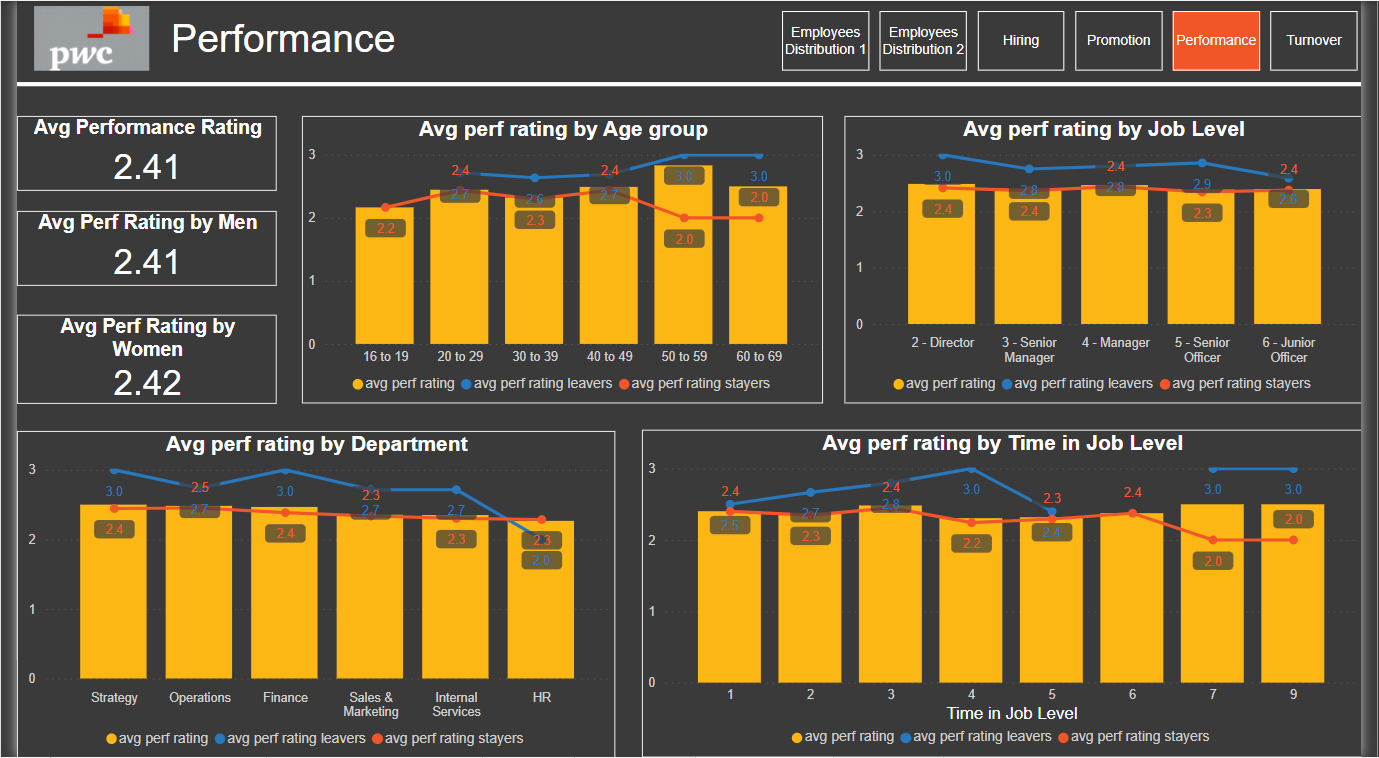 pwc
Performance
Employees
Distribution 1
Employees
Distribution 2
Hiring
Promotion
Performance
Turnover
Avg Performance Rating
2.41
Avg Perf Rating by Men
2.41
Avg Perf Rating by
Women
2.42
Avg perf rating by Age group
3
2
1
0
2.4 2.4
2.7 2.6 2.7 3.0 3.0
2.2 2.3 2.0 2.0
16 to 19 20 to 29 30 to 39 40 to 49 50 to 59 60 to 69
avg perf rating avg perf rating leavers avg perf rating stayers
Avg perf rating by Job Level
3
2
1
0
2.4 2.4
3.0 2.8 2.8 2.9 2.6
2.4 2.4 2.3
2 - Director 3 - Senior 4 - Manager 5 - Senior 6 - Junior
Manager Officer Officer
avg perf rating avg perf rating leavers avg perf rating stayers
Avg perf rating by Department
3
2
1
0
3.0 2.5 3.0 2.3
2.7 2.7 2.7
2.4 2.4 2.3 2.3
2.0
Strategy Operations Finance Sales & Internal HR
Marketing Services
avg perf rating avg perf rating leavers avg perf rating stayers
Avg perf rating by Time in Job Level
3
2
1
0
2.4 2.4 3.0 2.3 2.4 3.0 3.0
2.5 2.7 2.8 2.4 2.0
2.3 2.2 2.0
1 2 3 4 5 6 7 9
Time in Job Level
avg perf rating avg perf rating leavers avg perf rating stayers